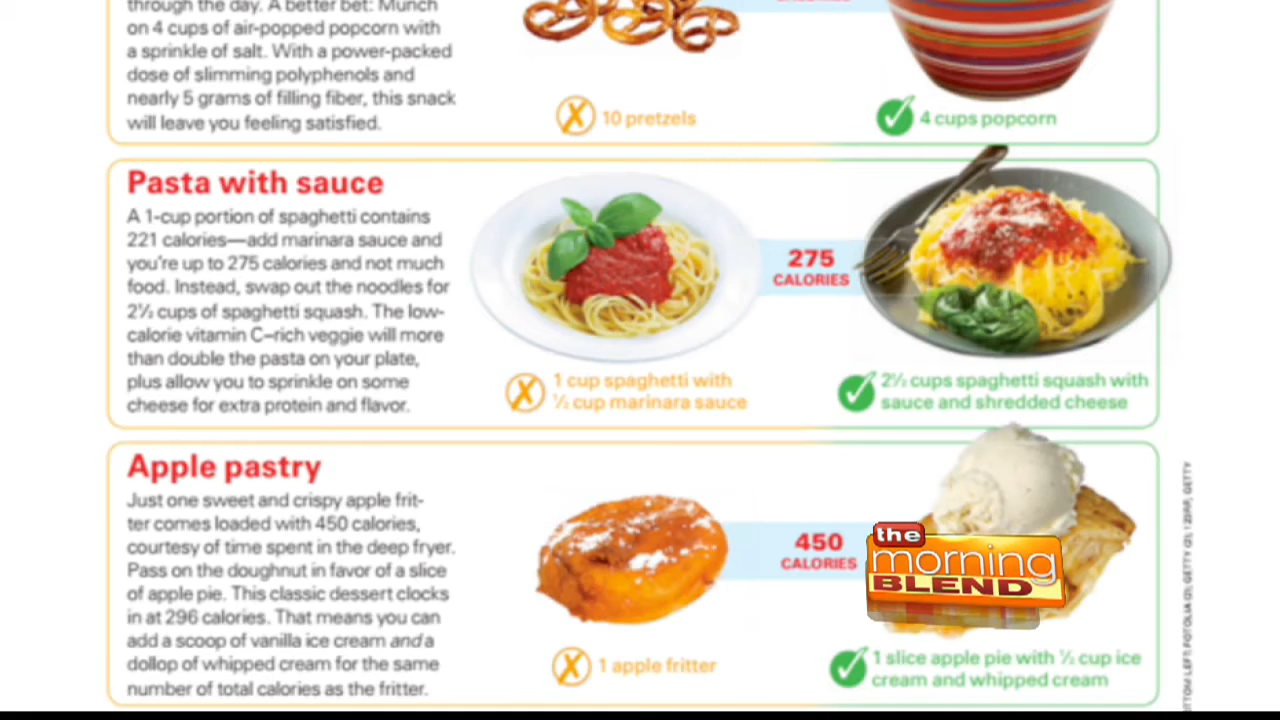 through the day. A better bet: Munch
on 4 cups of air-popped popcorn with
a sprinkle of salt. With a power-packed
dose of slimming polyphenols and
nearly 5 grams of filling fiber, this snack
will leave you feeling satisfied.
CALORIES
10 pretzels
4 cups popcorn
Pasta with sauce
A 1-cup portion of spaghetti contains
221 calories—add marinara sauce and
you're up to 275 calories and not much
food. Instead, swap out the noodles for
2½ cups of spaghetti squash. The low-
calorie vitamin C–rich veggie will more
than double the pasta on your plate,
plus allow you to sprinkle on some
cheese for extra protein and flavor.
275
CALORIES
1 cup spaghetti with
½ cup marinara sauce
2½ cups spaghetti squash with
sauce and shredded cheese
Apple pastry
Just one sweet and crispy apple frit-
ter comes loaded with 450 calories,
courtesy of time spent in the deep fryer.
Pass on the doughnut in favor of a slice
of apple pie. This classic dessert clocks
in at 296 calories. That means you can
add a scoop of vanilla ice cream and a
dollop of whipped cream for the same
number of total calories as the fritter.
450
CALORIES
the
morning
BLEND
1 apple fritter
1 slice apple pie with ½ cup ice
cream and whipped cream